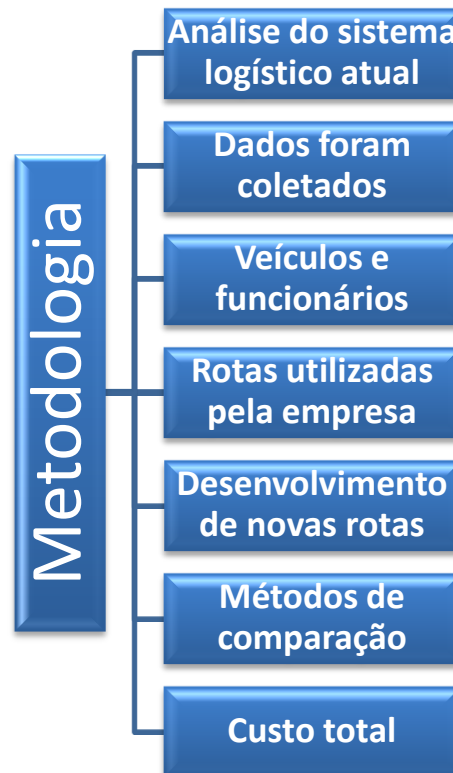 Metodologia
Análise do sistema
logístico atual
Dados foram
coletados
Veículos e
funcionários
Rotas utilizadas
pela empresa
Desenvolvimento
de novas rotas
Métodos de
comparação
Custo total